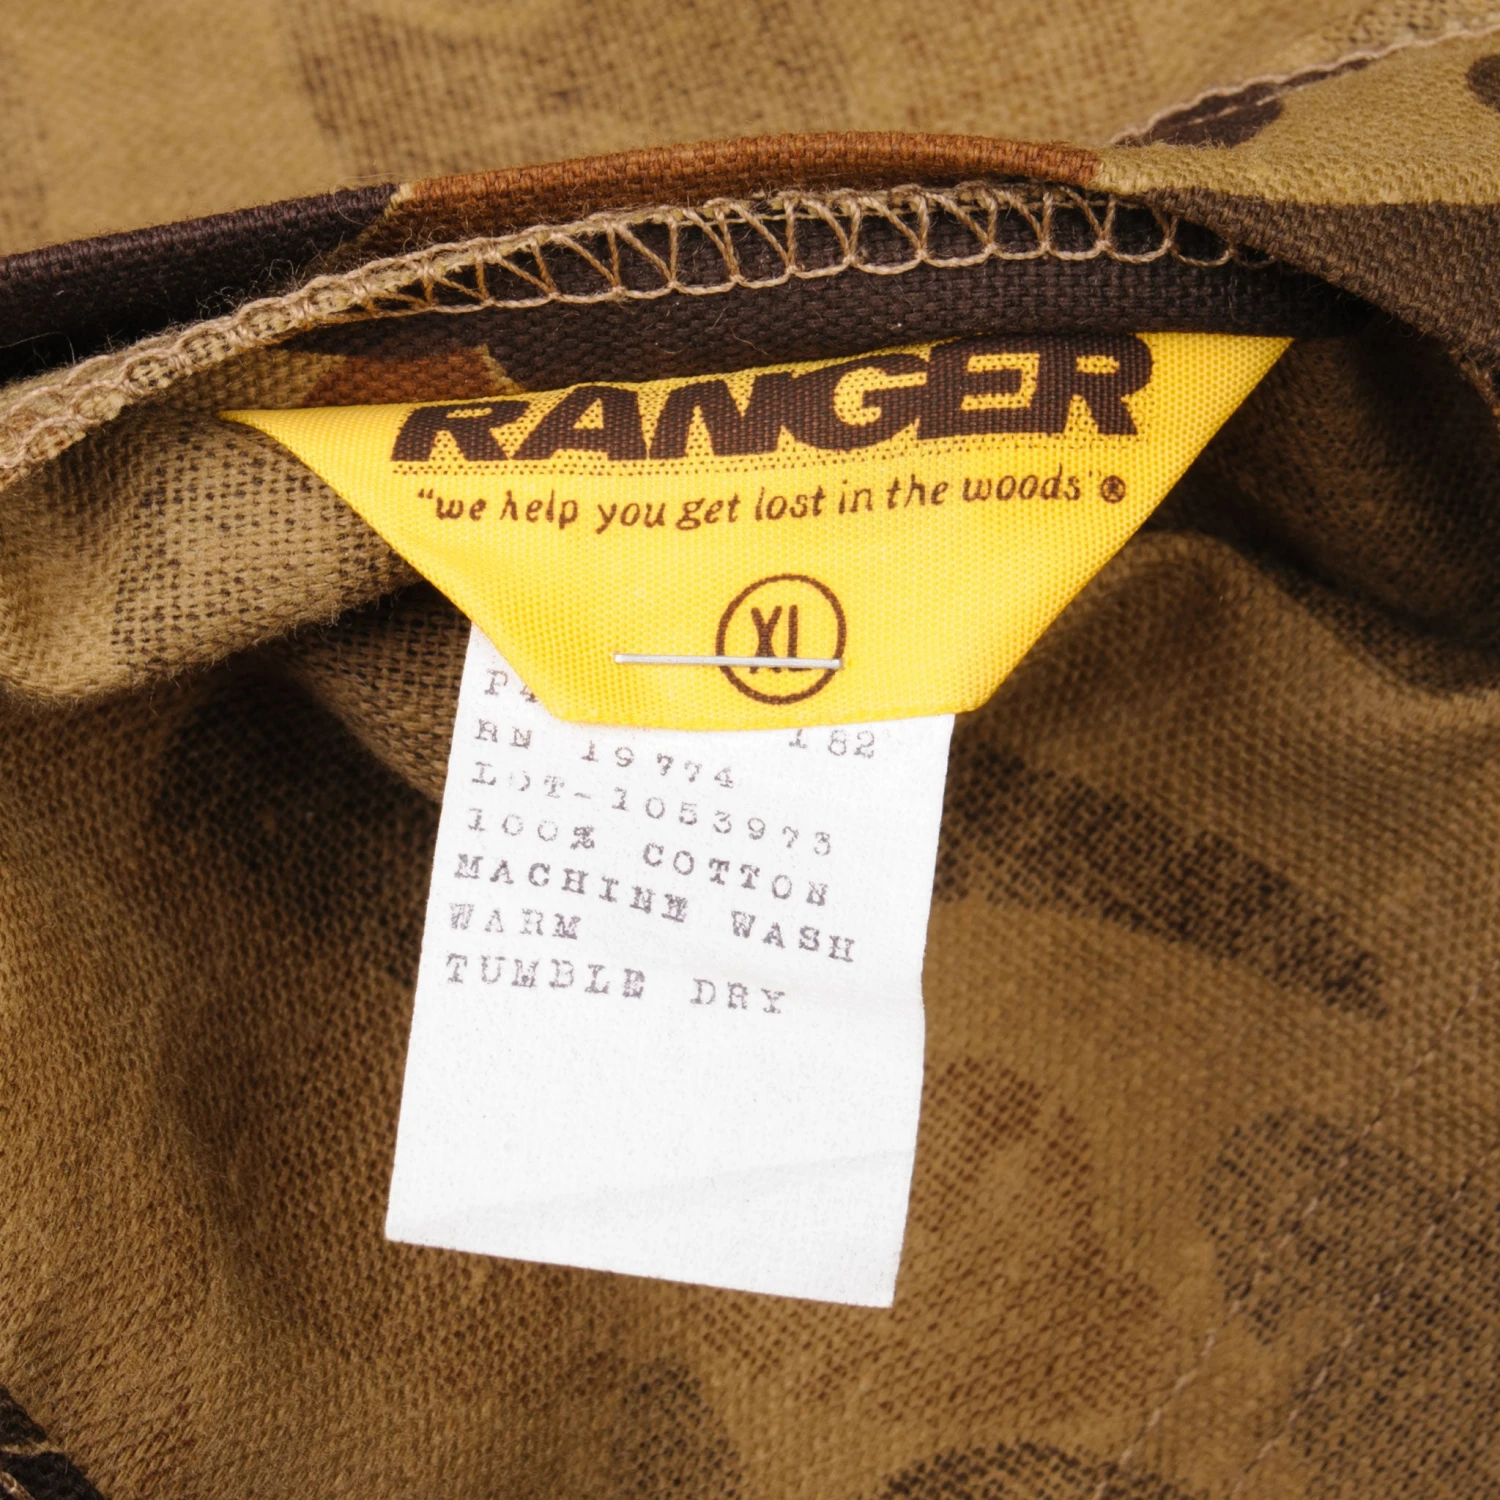 RANGER
"we help you get lost in the woods"®
XL
182
RN 19774
LOT-1053973
100% COTTON
MACHINE WASH
WARM
TUMBLE DRY